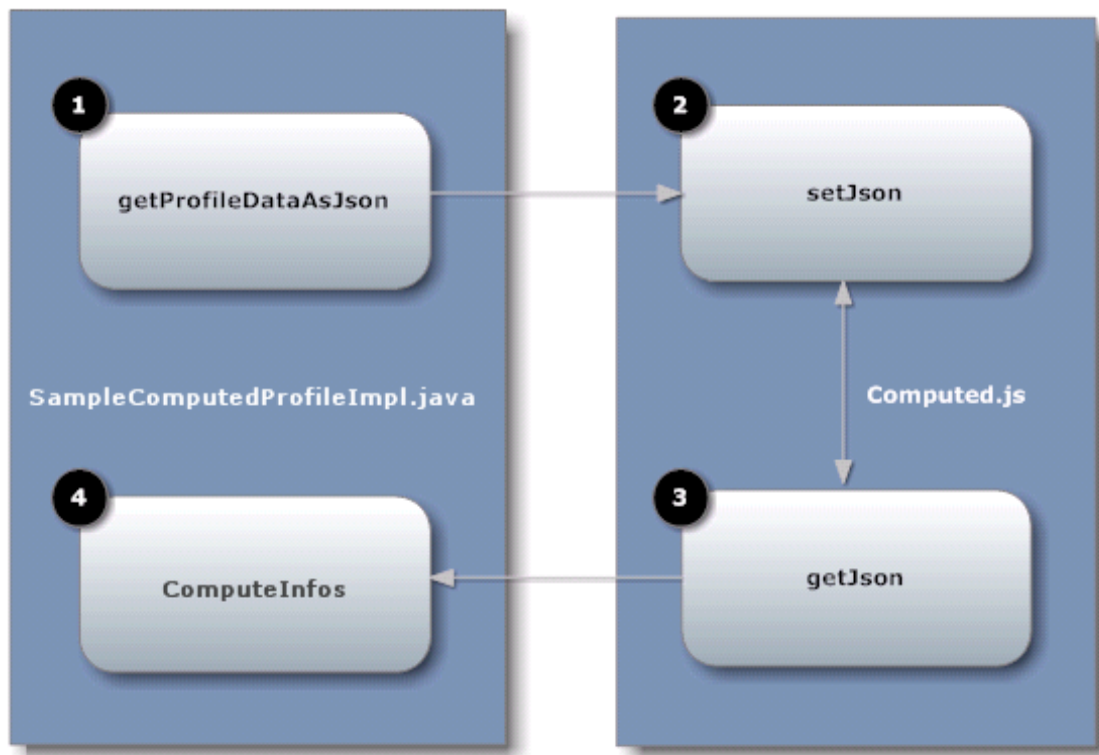 1
getProfileDataAsJson
2
setJson
SampleComputedProfileImpl.java
Computed.js
4
ComputeInfos
3
getJson